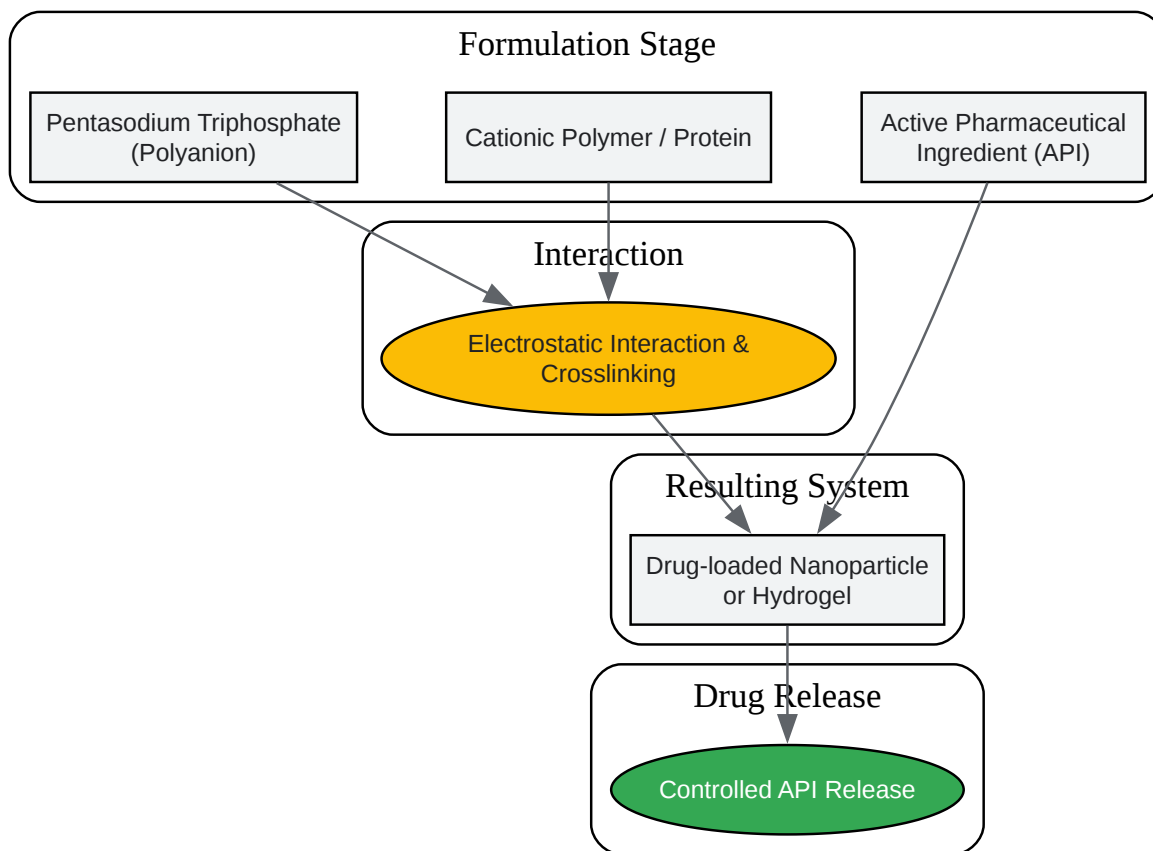 Formulation Stage
Pentasodium Triphosphate
(Polyanion)
Cationic Polymer / Protein
Active Pharmaceutical
Ingredient (API)
Interaction
Electrostatic Interaction &
Crosslinking
Resulting System
Drug-loaded Nanoparticle
or Hydrogel
Drug Release
Controlled API Release